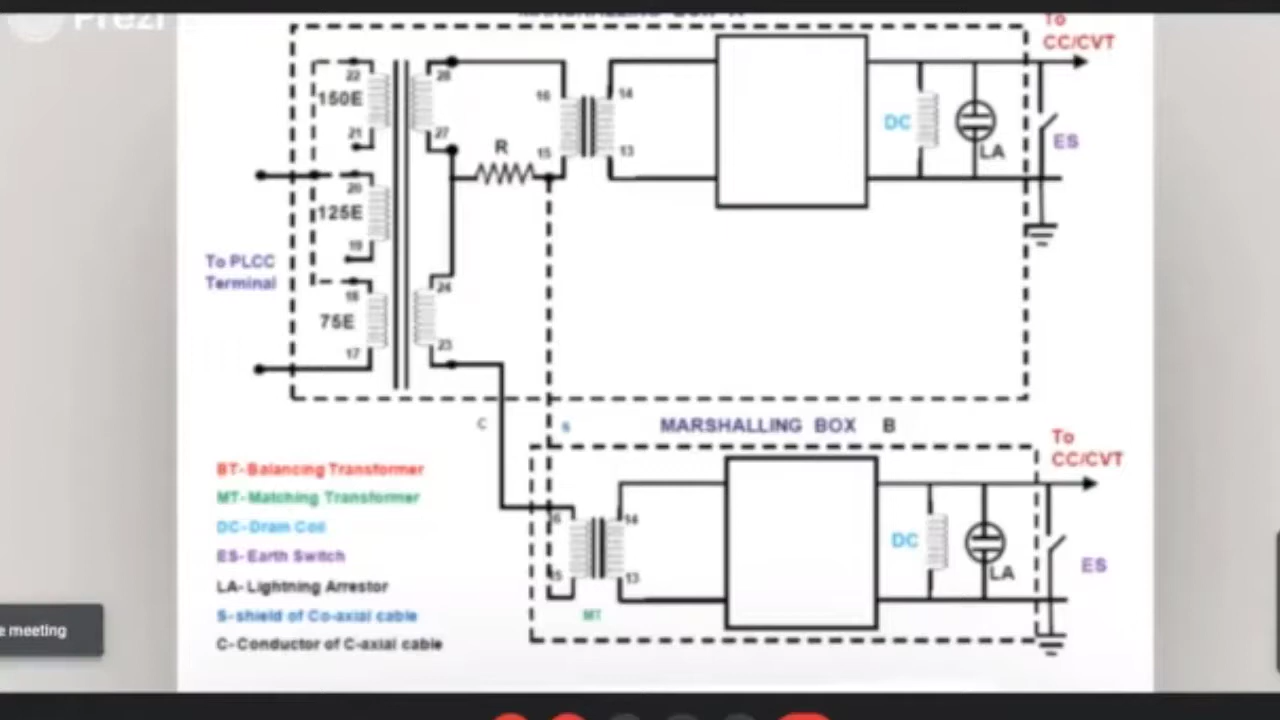 Prezi
To
CC/CVT
22
28
150E
16
14
21
27
R
DC
LA
ES
15
13
20
125E
19
To PLCC
Terminal
24
18
75E
17
23
C
MARSHALLING BOX B
To
CC/CVT
BT- Balancing Transformer
MT- Matching Transformer
DC- Drain Coil
ES- Earth Switch
LA- Lightning Arrestor
S-shield of Co-axial cable
C-Conductor of C-axial cable
14
DC
LA
ES
15
13
MT
e meeting